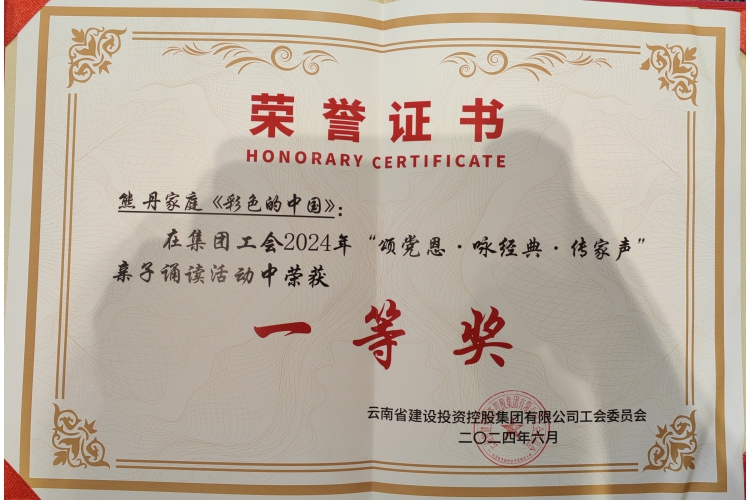 荣誉证书
HONORARY CERTIFICATE
熊丹家庭《彩色的中国》：
在集团工会2024年“颂党恩·咏经典·传家声”
亲子诵读活动中荣获
一等奖
云南省建设投资控股集团有限公司工会委员会
二〇二四年六月